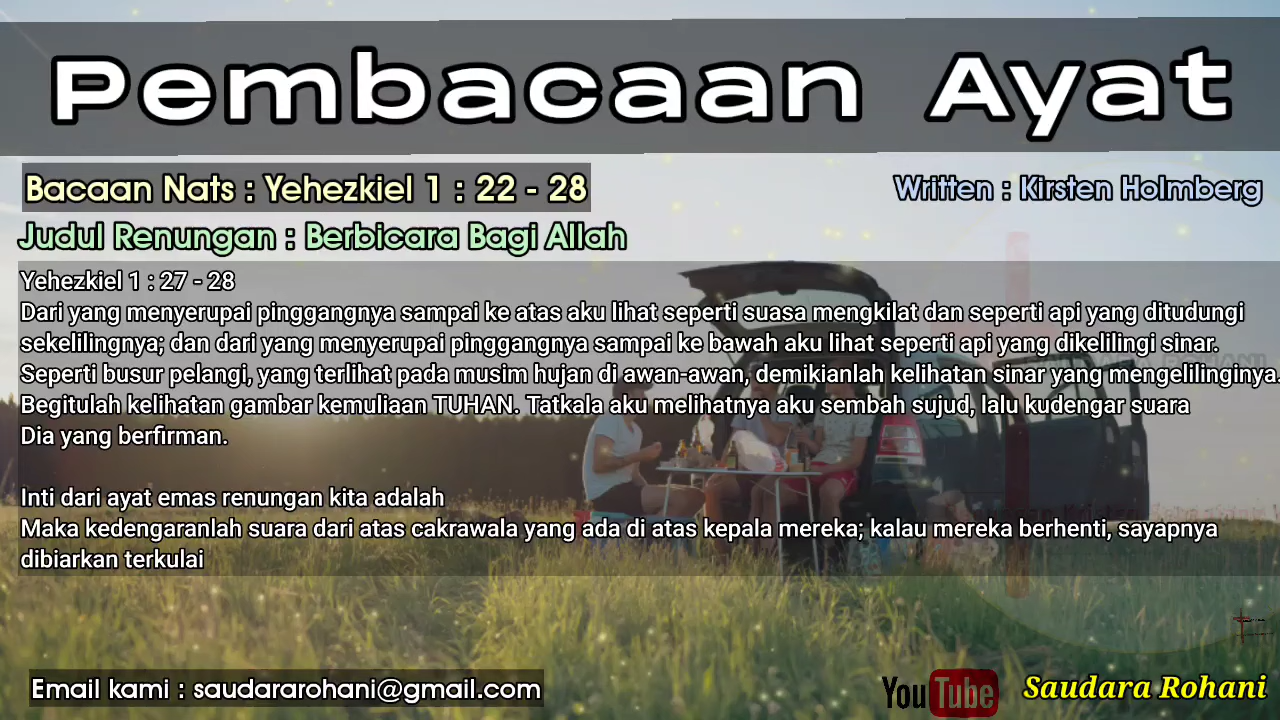 Pembacaan Ayat
Bacaan Nats : Yehezkiel 1 : 22 - 28
Written : Kirsten Holmberg
Judul Renungan : Berbicara Bagi Allah
Yehezkiel 1 : 27 - 28
Dari yang menyerupai pinggangnya sampai ke atas aku lihat seperti suasa mengkilat dan seperti api yang ditudungi
sekelilingnya; dan dari yang menyerupai pinggangnya sampai ke bawah aku lihat seperti api yang dikelilingi sinar.
Seperti busur pelangi, yang terlihat pada musim hujan di awan-awan, demikianlah kelihatan sinar yang mengelilinginya.
Begitulah kelihatan gambar kemuliaan TUHAN. Tatkala aku melihatnya aku sembah sujud, lalu kudengar suara
Dia yang berfirman.
Inti dari ayat emas renungan kita adalah
Maka kedengaranlah suara dari atas cakrawala yang ada di atas kepala mereka; kalau mereka berhenti, sayapnya
dibiarkan terkulai
Email kami : saudararohani@gmail.com
YouTube
Saudara Rohani